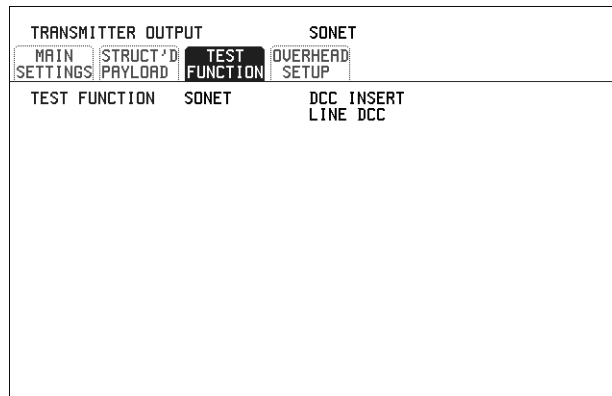 TRANSMITTER OUTPUT SONET
MAIN SETTINGS STRUCT'D PAYLOAD TEST FUNCTION OVERHEAD SETUP
TEST FUNCTION SONET DCC INSERT
LINE DCC